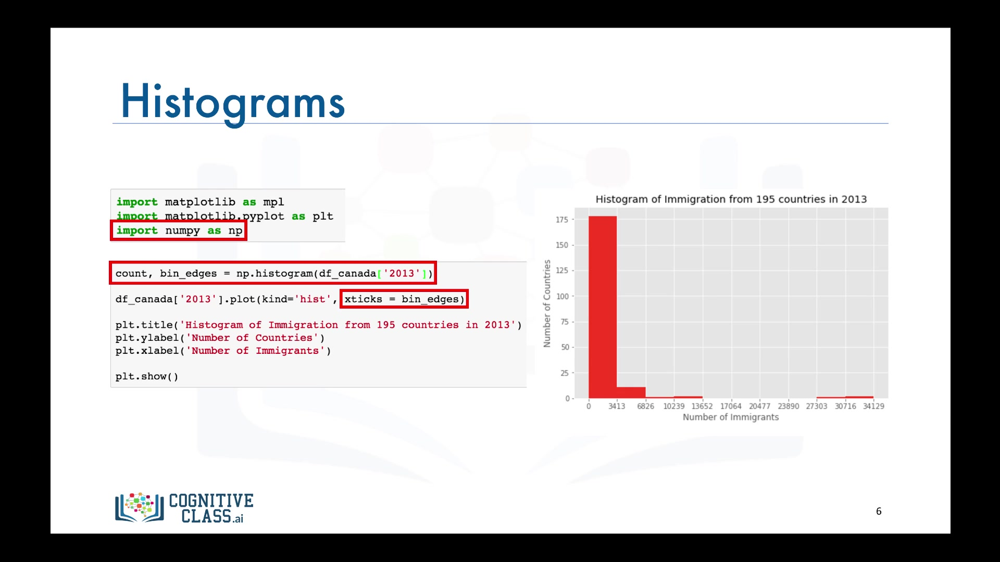 Histograms
import matplotlib as mpl
import matplotlib.pyplot as plt
import numpy as np
count, bin_edges = np.histogram(df_canada['2013'])
df_canada['2013'].plot(kind='hist', xticks = bin_edges)
plt.title('Histogram of Immigration from 195 countries in 2013')
plt.ylabel('Number of Countries')
plt.xlabel('Number of Immigrants')
plt.show()
Histogram of Immigration from 195 countries in 2013
Number of Countries
175
150
125
100
75
50
25
0
0 3413 6826 10239 13652 17064 20477 23890 27303 30716 34129
Number of Immigrants
COGNITIVE
CLASS.ai
6